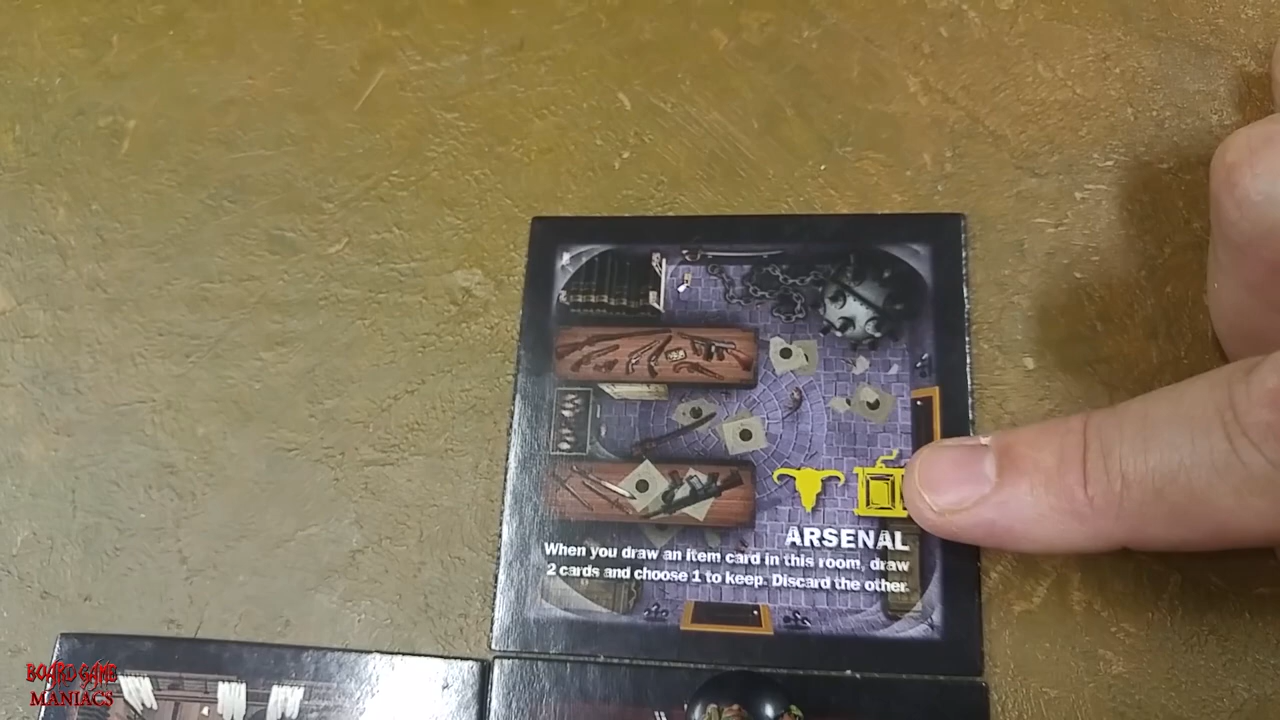 ARSENAL
When you draw an item card in this room, draw
2 cards and choose 1 to keep. Discard the other.
BOARD GAME
MANIACS